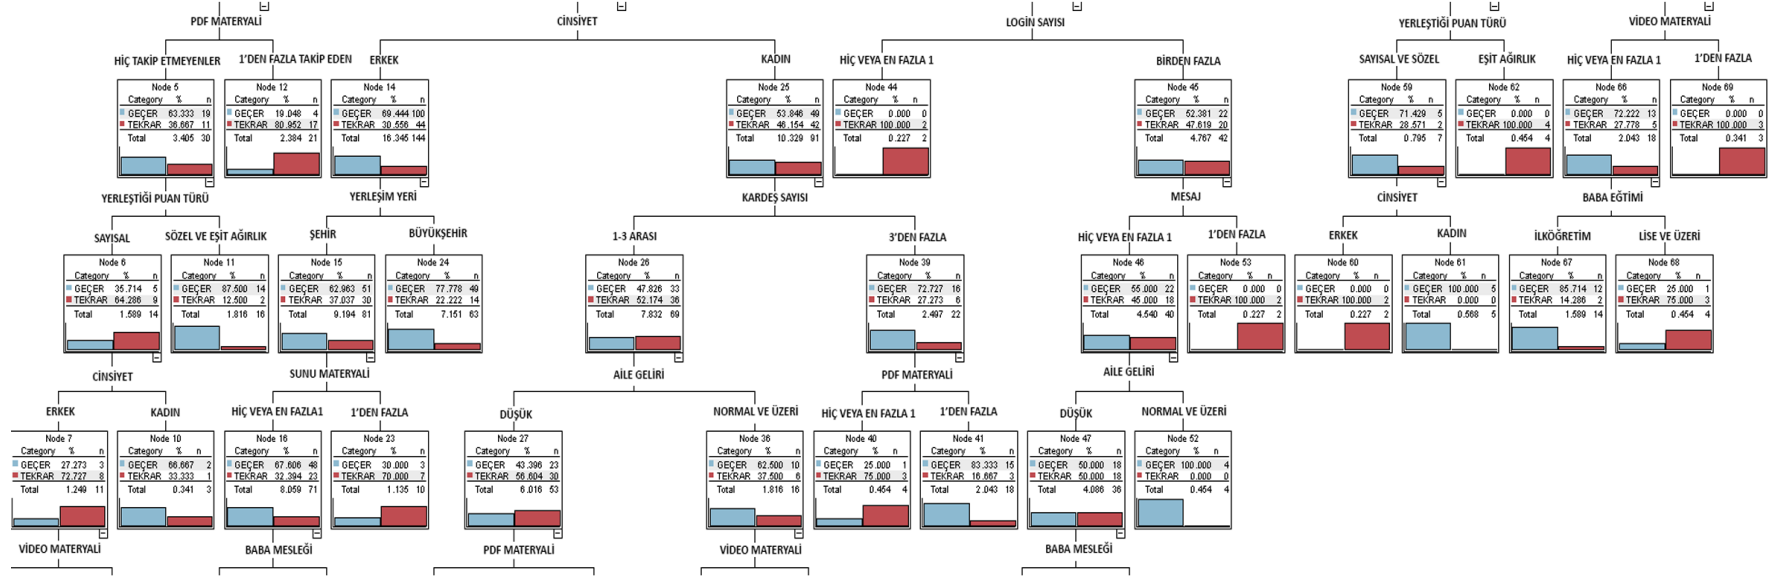 PDF MATERYALİ
CİNSİYET
LOGİN SAYISI
YERLEŞTİĞİ PUAN TÜRÜ
VİDEO MATERYALİ
HİÇ TAKİP ETMEYENLER
1'DEN FAZLA TAKİP EDEN
ERKEK
KADIN
HİÇ VEYA EN FAZLA 1
BİRDEN FAZLA
SAYISAL VE SÖZEL
EŞİT AĞIRLIK
HİÇ VEYA EN FAZLA 1
1'DEN FAZLA
Node 5
Category % n
GEÇER 63.333 19
TEKRAR 36.667 11
Total 3.405 30
Node 12
Category % n
GEÇER 19.048 4
TEKRAR 80.952 17
Total 2.384 21
Node 14
Category % n
GEÇER 69.444 100
TEKRAR 30.556 44
Total 16.345 144
Node 25
Category % n
GEÇER 53.846 49
TEKRAR 46.154 42
Total 10.329 91
Node 44
Category % n
GEÇER 0.000 0
TEKRAR 100.000 2
Total 0.227 2
Node 45
Category % n
GEÇER 52.381 22
TEKRAR 47.619 20
Total 4.767 42
Node 59
Category % n
GEÇER 71.429 5
TEKRAR 28.571 2
Total 0.795 7
Node 62
Category % n
GEÇER 0.000 0
TEKRAR 100.000 4
Total 0.454 4
Node 66
Category % n
GEÇER 72.222 13
TEKRAR 27.778 5
Total 2.043 18
Node 69
Category % n
GEÇER 0.000 0
TEKRAR 100.000 3
Total 0.341 3
YERLEŞTİĞİ PUAN TÜRÜ
YERLEŞİM YERİ
KARDEŞ SAYISI
MESAJ
CİNSİYET
BABA EĞTİMİ
SAYISAL
SÖZEL VE EŞİT AĞIRLIK
ŞEHİR
BÜYÜKŞEHİR
1-3 ARASI
3'DEN FAZLA
HİÇ VEYA EN FAZLA 1
1'DEN FAZLA
ERKEK
KADIN
İLKÖĞRETİM
LİSE VE ÜZERİ
Node 6
Category % n
GEÇER 35.714 5
TEKRAR 64.286 9
Total 1.589 14
Node 11
Category % n
GEÇER 87.500 14
TEKRAR 12.500 2
Total 1.816 16
Node 15
Category % n
GEÇER 62.963 51
TEKRAR 37.037 30
Total 9.194 81
Node 24
Category % n
GEÇER 77.778 49
TEKRAR 22.222 14
Total 7.151 63
Node 26
Category % n
GEÇER 47.826 33
TEKRAR 52.174 36
Total 7.832 69
Node 39
Category % n
GEÇER 72.727 16
TEKRAR 27.273 6
Total 2.497 22
Node 46
Category % n
GEÇER 55.000 22
TEKRAR 45.000 18
Total 4.540 40
Node 53
Category % n
GEÇER 0.000 0
TEKRAR 100.000 2
Total 0.227 2
Node 60
Category % n
GEÇER 0.000 0
TEKRAR 100.000 2
Total 0.227 2
Node 61
Category % n
GEÇER 100.000 5
TEKRAR 0.000 0
Total 0.568 5
Node 67
Category % n
GEÇER 85.714 12
TEKRAR 14.286 2
Total 1.589 14
Node 68
Category % n
GEÇER 25.000 1
TEKRAR 75.000 3
Total 0.454 4
CİNSİYET
SUNU MATERYALİ
AİLE GELİRİ
PDF MATERYALİ
AİLE GELİRİ
ERKEK
KADIN
HİÇ VEYA EN FAZLA1
1'DEN FAZLA
DÜŞÜK
NORMAL VE ÜZERİ
HİÇ VEYA EN FAZLA 1
1'DEN FAZLA
DÜŞÜK
NORMAL VE ÜZERİ
Node 7
Category % n
GEÇER 27.273 3
TEKRAR 72.727 8
Total 1.249 11
Node 10
Category % n
GEÇER 66.667 2
TEKRAR 33.333 1
Total 0.341 3
Node 16
Category % n
GEÇER 67.606 48
TEKRAR 32.394 23
Total 8.059 71
Node 23
Category % n
GEÇER 30.000 3
TEKRAR 70.000 7
Total 1.135 10
Node 27
Category % n
GEÇER 43.396 23
TEKRAR 56.604 30
Total 6.016 53
Node 36
Category % n
GEÇER 62.500 10
TEKRAR 37.500 6
Total 1.816 16
Node 40
Category % n
GEÇER 25.000 1
TEKRAR 75.000 3
Total 0.454 4
Node 41
Category % n
GEÇER 83.333 15
TEKRAR 16.667 3
Total 2.043 18
Node 47
Category % n
GEÇER 50.000 18
TEKRAR 50.000 18
Total 4.086 36
Node 52
Category % n
GEÇER 100.000 4
TEKRAR 0.000 0
Total 0.454 4
VİDEO MATERYALİ
BABA MESLEĞİ
PDF MATERYALİ
VİDEO MATERYALİ
BABA MESLEĞİ